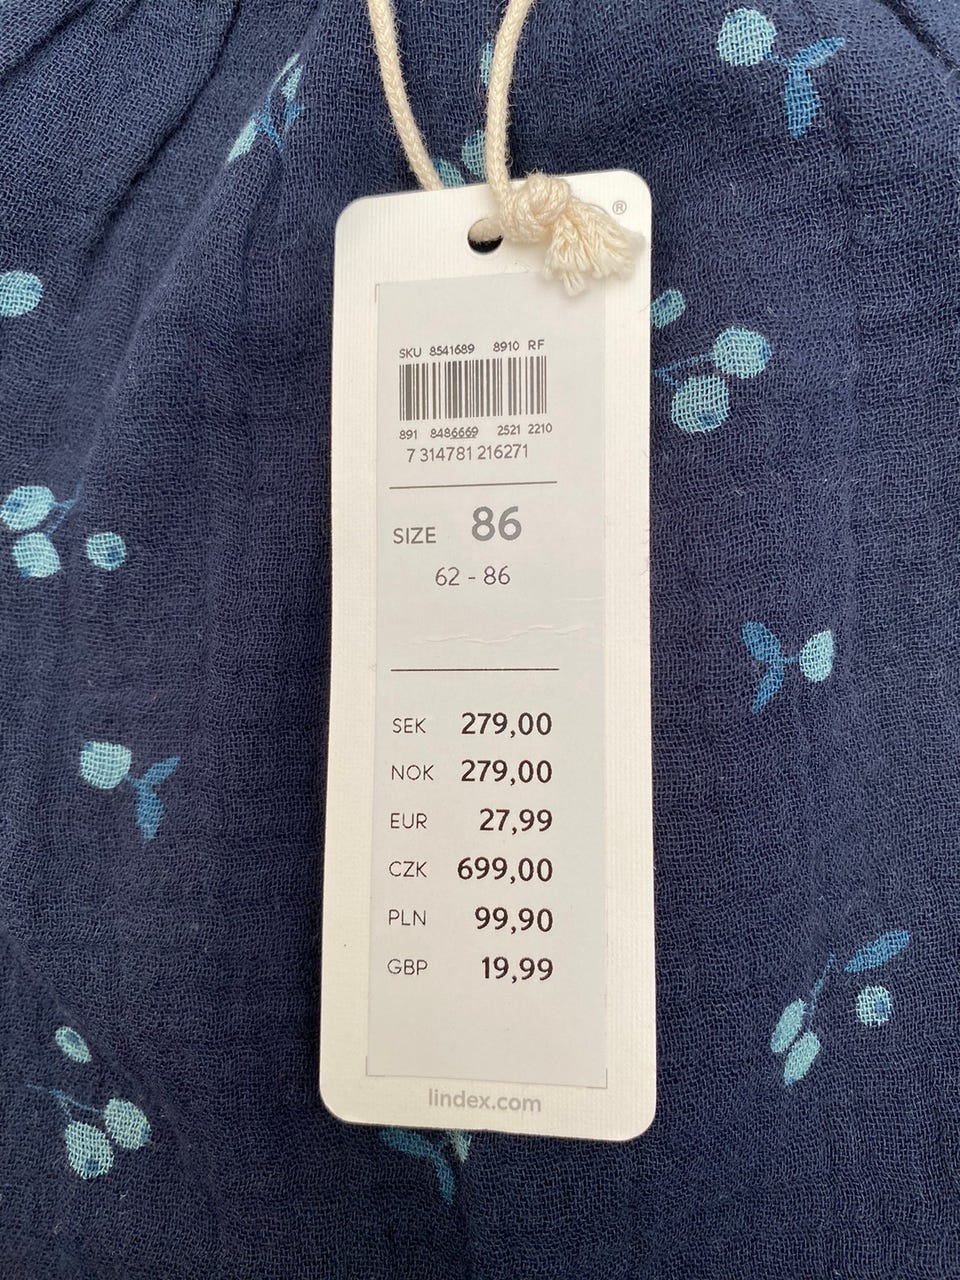 ®
SKU 8541689 8910 RF
891 8486669 2521 2210
7 314781 216271
SIZE 86
62 - 86
SEK 279,00
NOK 279,00
EUR 27,99
CZK 699,00
PLN 99,90
GBP 19,99
lindex.com